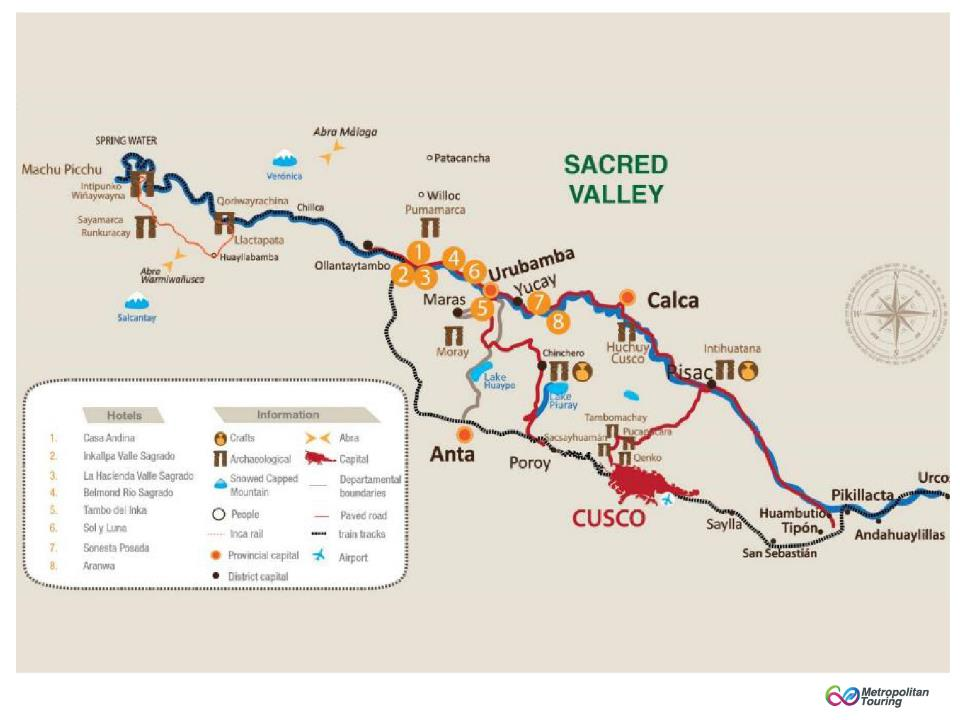 Abra Málaga
SPRING WATER
Patacancha
Machu Picchu
Verónica
SACRED
VALLEY
Intipunko
Wiñaywayna
Qoriwayrachina
Willoc
Pumamarca
Chillca
Sayamarca
Runkuracay
Llactapata
Huayllabamba
Abra
Warmiwañusca
Ollantaytambo
1
2
3
4
6
Urubamba
Yucay
7
8
5
Maras
Calca
Salcantay
Moray
Chinchero
Huchuy
Cusco
Intihuatana
Pisac
Lake
Huaypo
Lake
Piuray
Tambomachay
Pucapucara
Sacsayhuamán
Qenko
Anta
Poroy
CUSCO
Saylla
San Sebastián
Huambutio
Tipón
Pikillacta
Andahuaylillas
Urcos
N
E
S
W
Hotels
1. Casa Andina
2. Inkallpa Valle Sagrado
3. La Hacienda Valle Sagrado
4. Belmond Rio Sagrado
5. Tambo del Inka
6. Sol y Luna
7. Sonesta Posada
8. Aranwa
Information
Crafts
Archaeological
Snowed Capped
Mountain
People
Inca rail
Provincial capital
District capital
Abra
Capital
Departamental
boundaries
Paved road
train tracks
Airport
Metropolitan
Touring